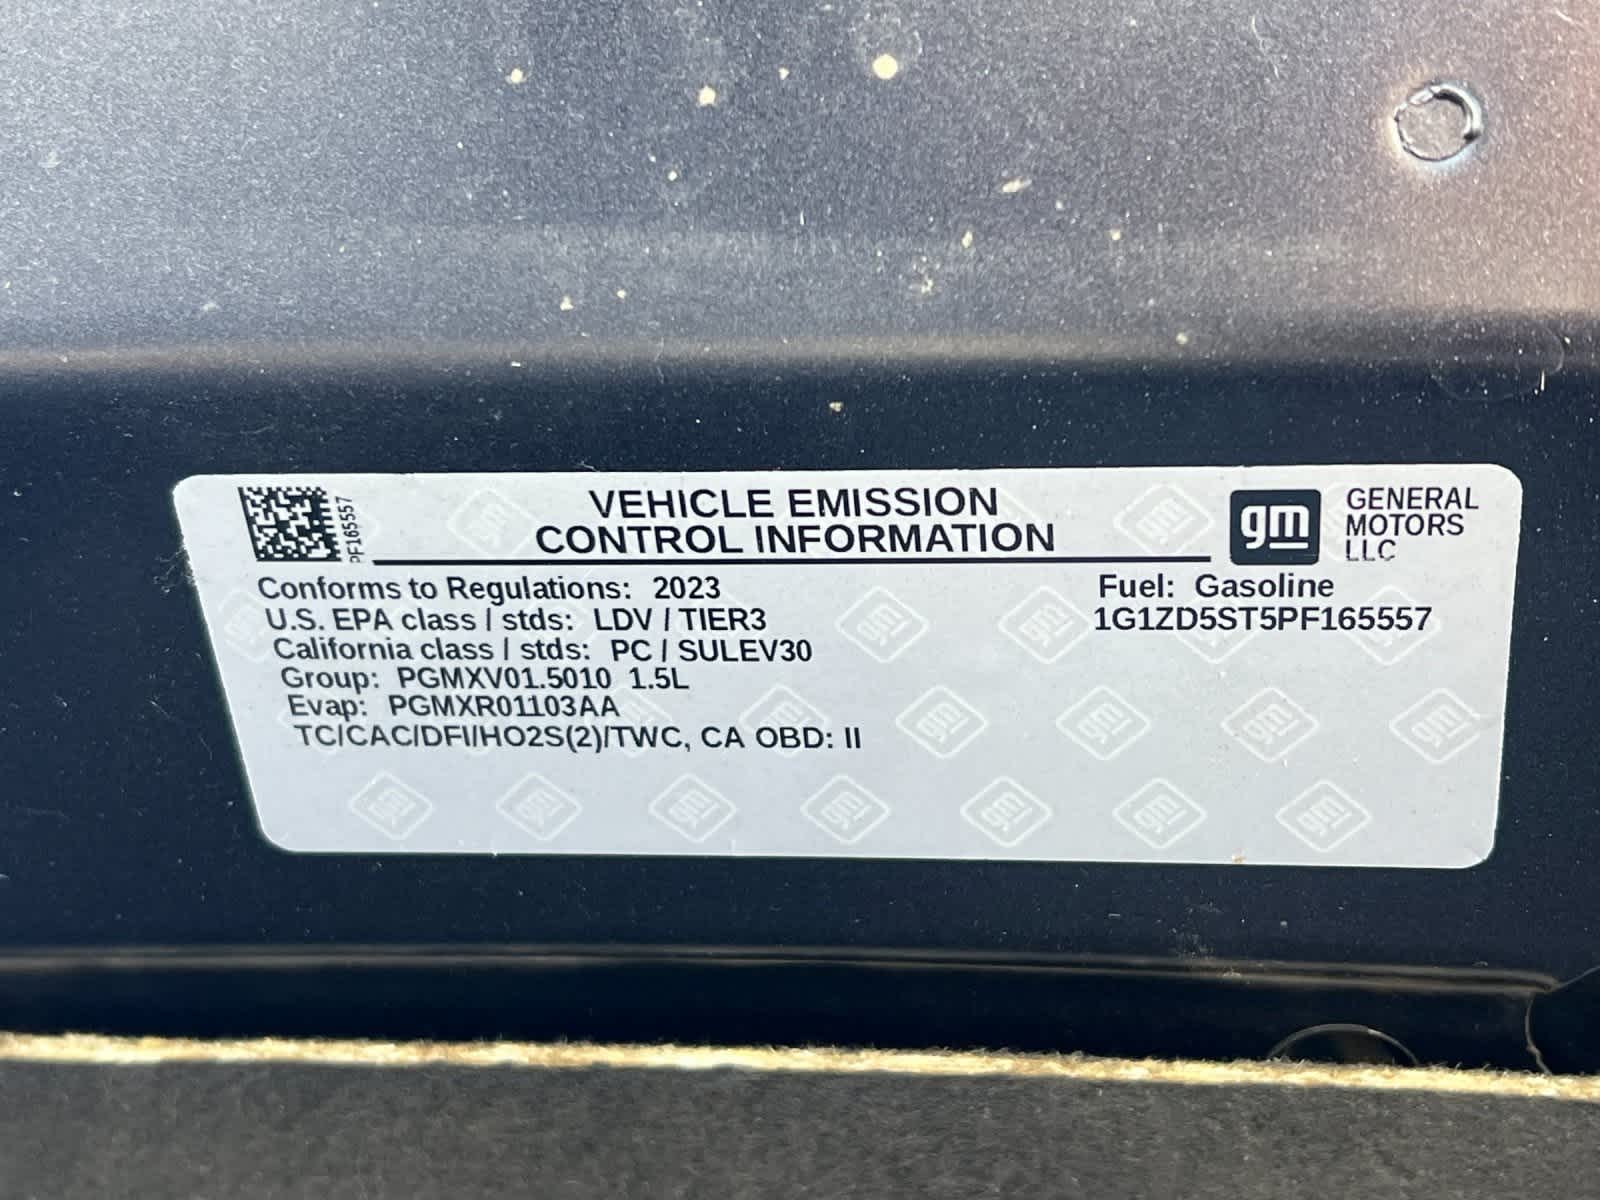 PF165557
VEHICLE EMISSION
CONTROL INFORMATION
gm
GENERAL
MOTORS
LLC
Conforms to Regulations: 2023
U.S. EPA class / stds: LDV / TIER3
California class / stds: PC / SULEV30
Group: PGMXV01.5010 1.5L
Evap: PGMXR01103AA
TC/CAC/DFI/HO2S(2)/TWC, CA OBD: II
Fuel: Gasoline
1G1ZD5ST5PF165557